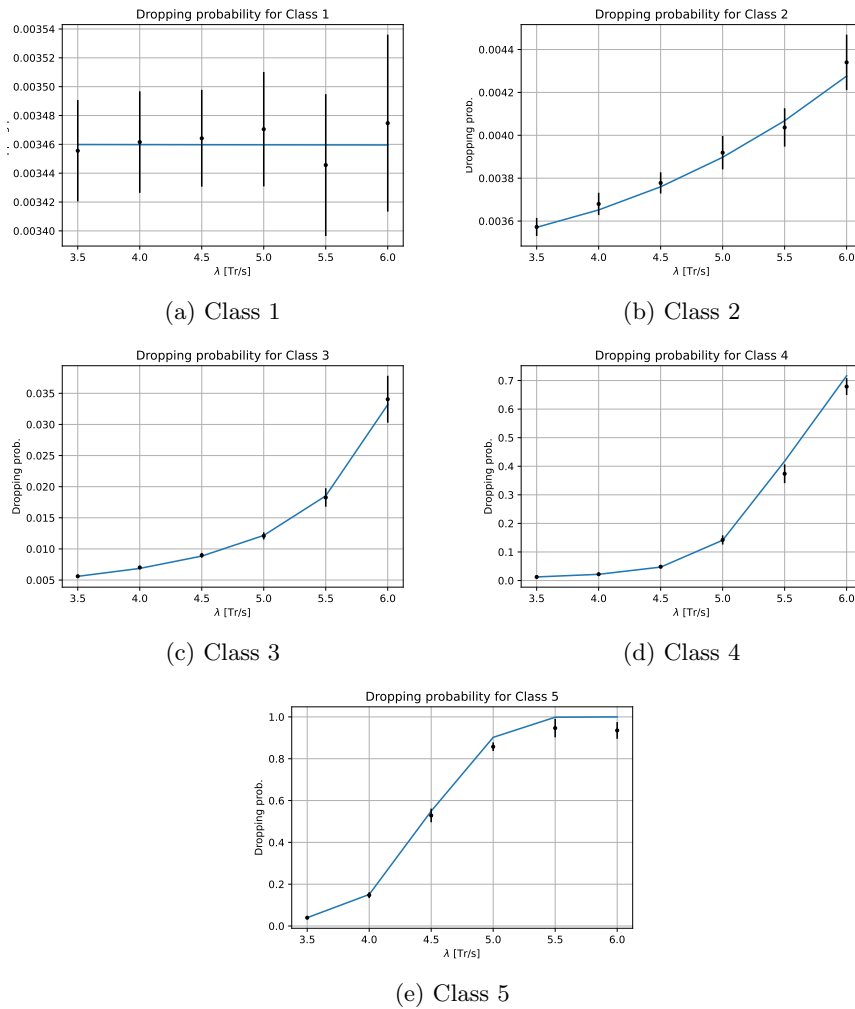 Dropping probability for Class 1
0.00354
0.00352
0.00350
0.00348
0.00346
0.00344
0.00342
0.00340
3.5 4.0 4.5 5.0 5.5 6.0
λ [Tr/s]
(a) Class 1
Dropping probability for Class 2
Dropping prob.
0.0044
0.0042
0.0040
0.0038
0.0036
3.5 4.0 4.5 5.0 5.5 6.0
λ [Tr/s]
(b) Class 2
Dropping probability for Class 3
Dropping prob.
0.035
0.030
0.025
0.020
0.015
0.010
0.005
3.5 4.0 4.5 5.0 5.5 6.0
λ [Tr/s]
(c) Class 3
Dropping probability for Class 4
Dropping prob.
0.7
0.6
0.5
0.4
0.3
0.2
0.1
0.0
3.5 4.0 4.5 5.0 5.5 6.0
λ [Tr/s]
(d) Class 4
Dropping probability for Class 5
Dropping prob.
1.0
0.8
0.6
0.4
0.2
0.0
3.5 4.0 4.5 5.0 5.5 6.0
λ [Tr/s]
(e) Class 5